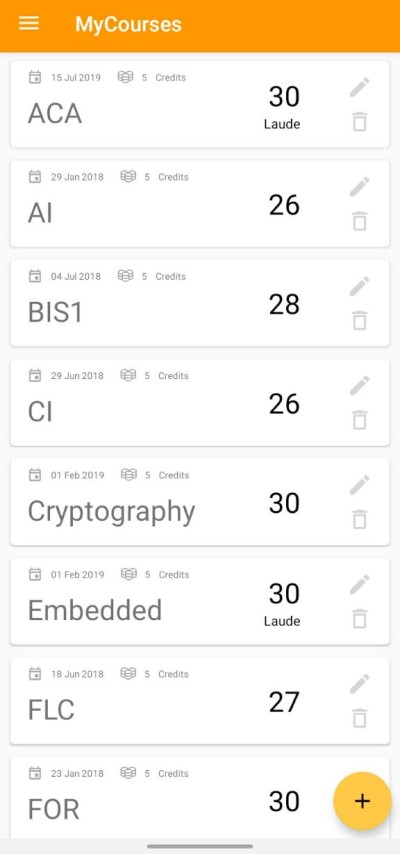 MyCourses
15 Jul 2019 5 Credits
ACA
30
Laude
29 Jan 2018 5 Credits
AI
26
04 Jul 2018 5 Credits
BIS1
28
29 Jun 2018 5 Credits
CI
26
01 Feb 2019 5 Credits
Cryptography
30
01 Feb 2019 5 Credits
Embedded
30
Laude
18 Jun 2018 5 Credits
FLC
27
23 Jan 2018 5 Credits
FOR
30
+